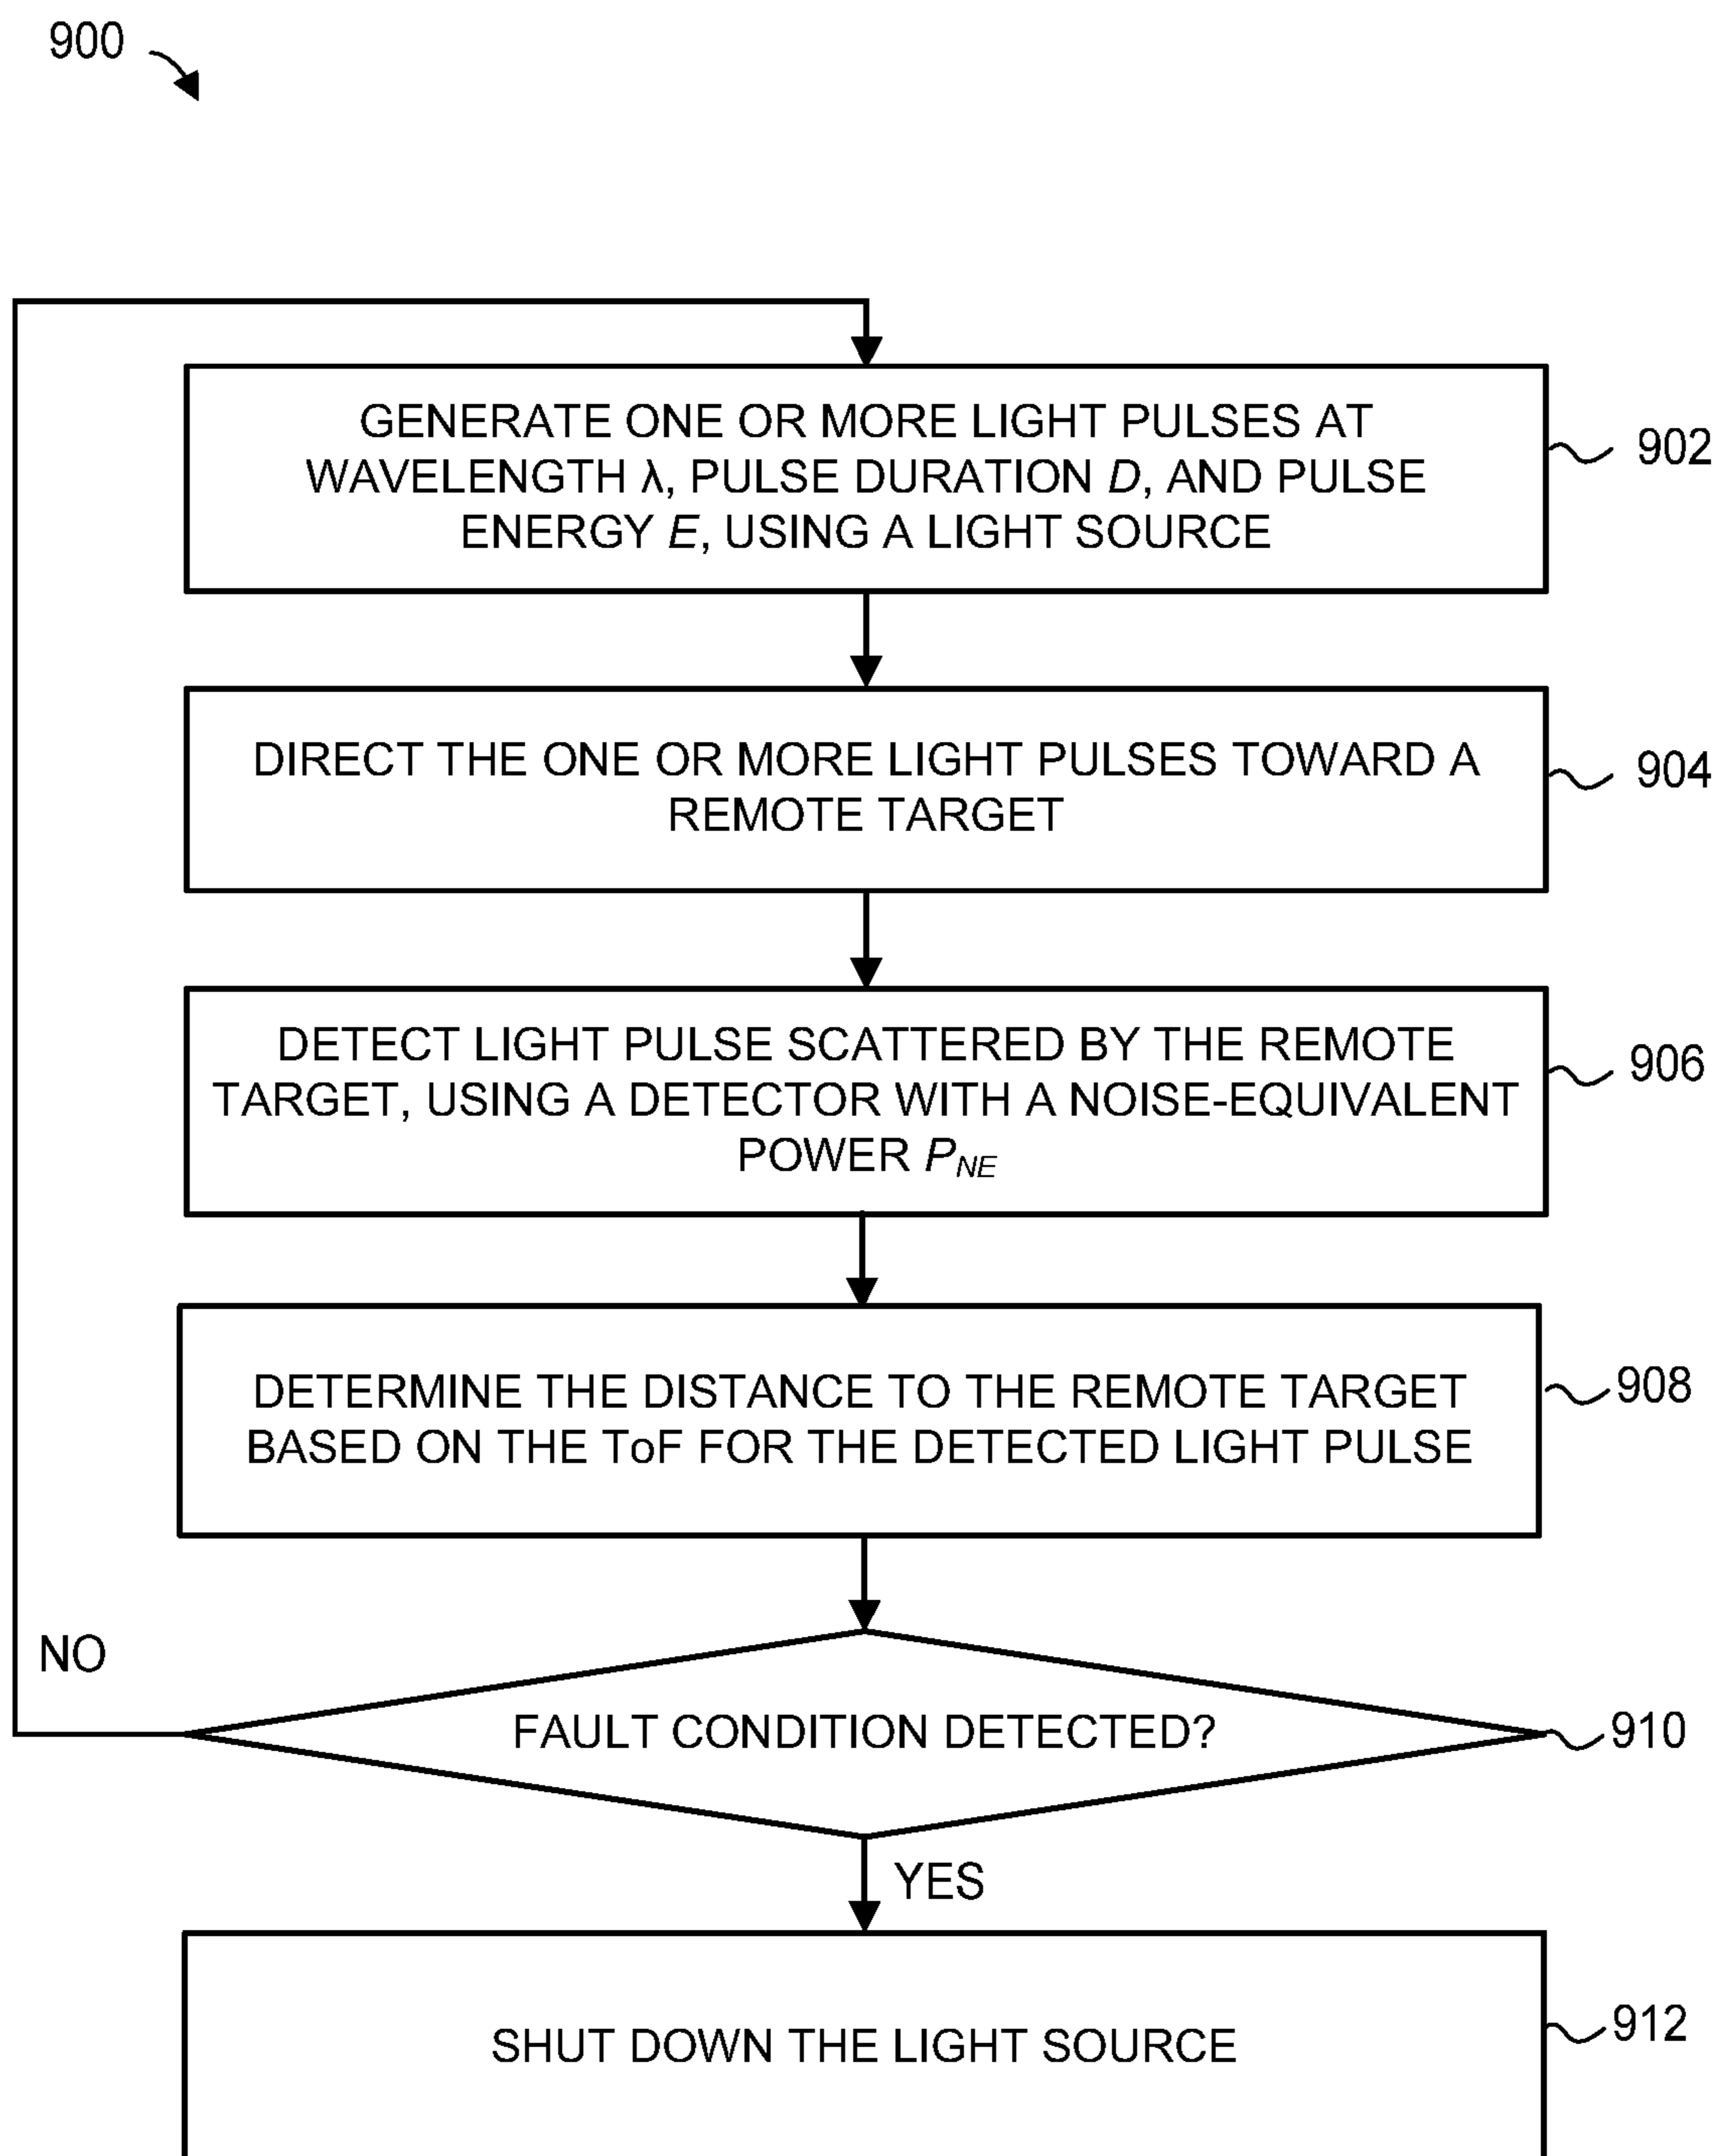 900
GENERATE ONE OR MORE LIGHT PULSES AT
WAVELENGTH λ, PULSE DURATION D, AND PULSE
ENERGY E, USING A LIGHT SOURCE
902
DIRECT THE ONE OR MORE LIGHT PULSES TOWARD A
REMOTE TARGET
904
DETECT LIGHT PULSE SCATTERED BY THE REMOTE
TARGET, USING A DETECTOR WITH A NOISE-EQUIVALENT
POWER P_NE
906
DETERMINE THE DISTANCE TO THE REMOTE TARGET
BASED ON THE ToF FOR THE DETECTED LIGHT PULSE
908
NO
FAULT CONDITION DETECTED?
910
YES
SHUT DOWN THE LIGHT SOURCE
912